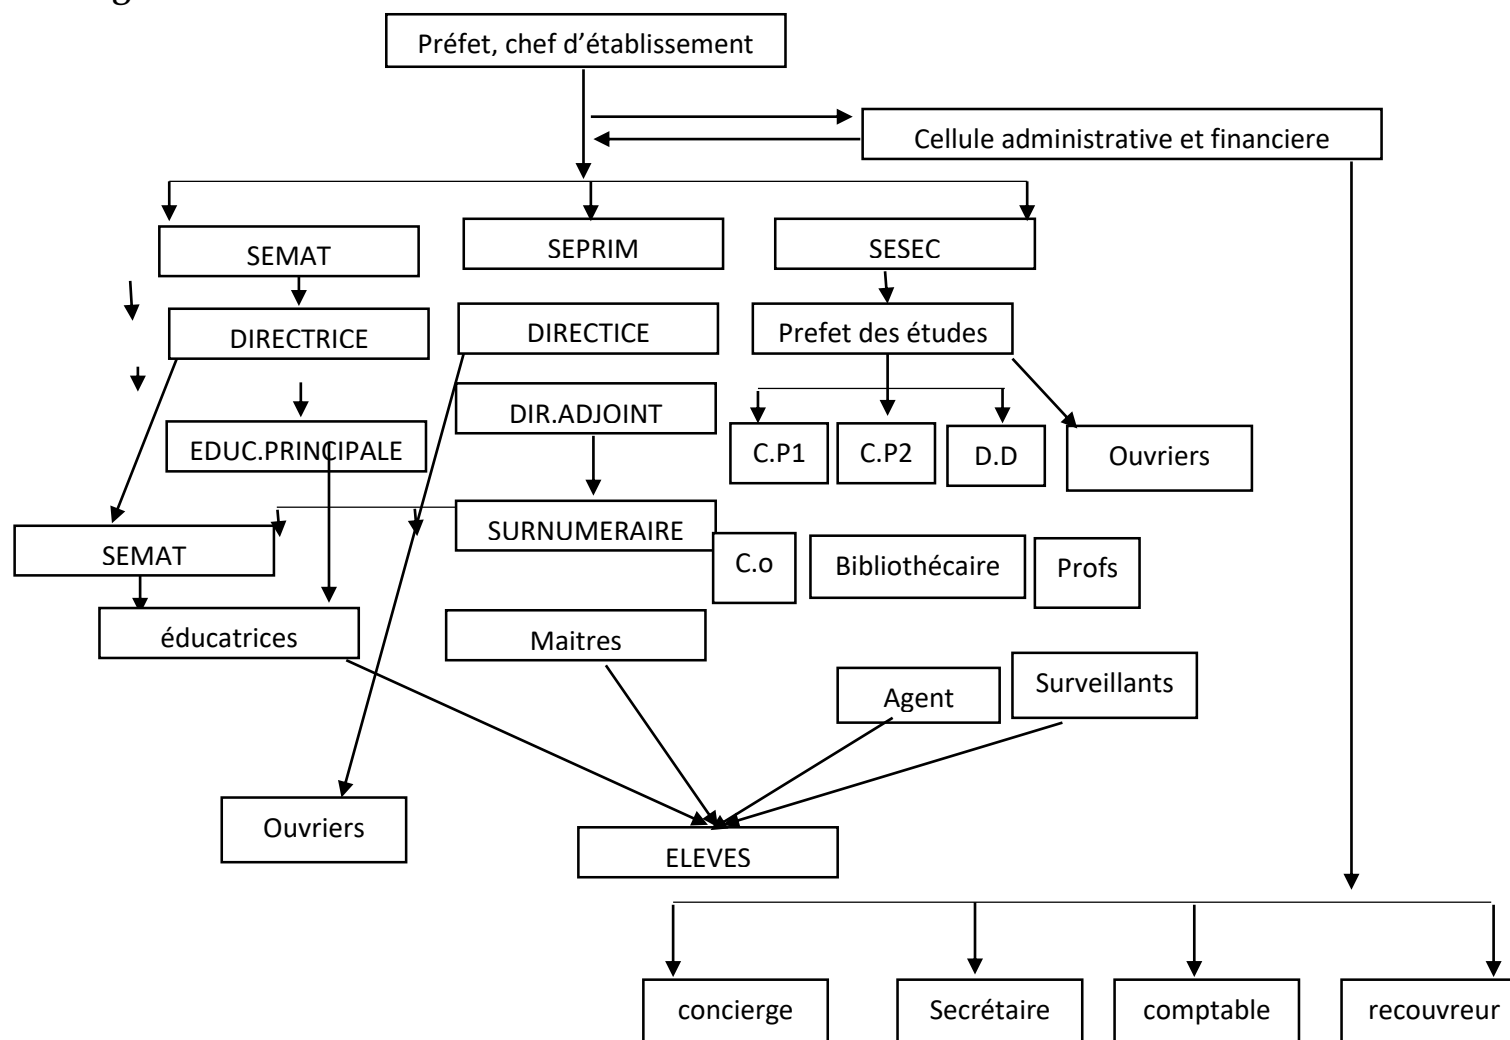 Préfet, chef d’établissement
Cellule administrative et financiere
SEMAT
SEPRIM
SESEC
DIRECTRICE
DIRECTICE
Prefet des études
EDUC.PRINCIPALE
DIR.ADJOINT
C.P1
C.P2
D.D
Ouvriers
SEMAT
SURNUMERAIRE
C.o
Bibliothécaire
Profs
éducatrices
Maitres
Agent
Surveillants
Ouvriers
ELEVES
concierge
Secrétaire
comptable
recouvreur